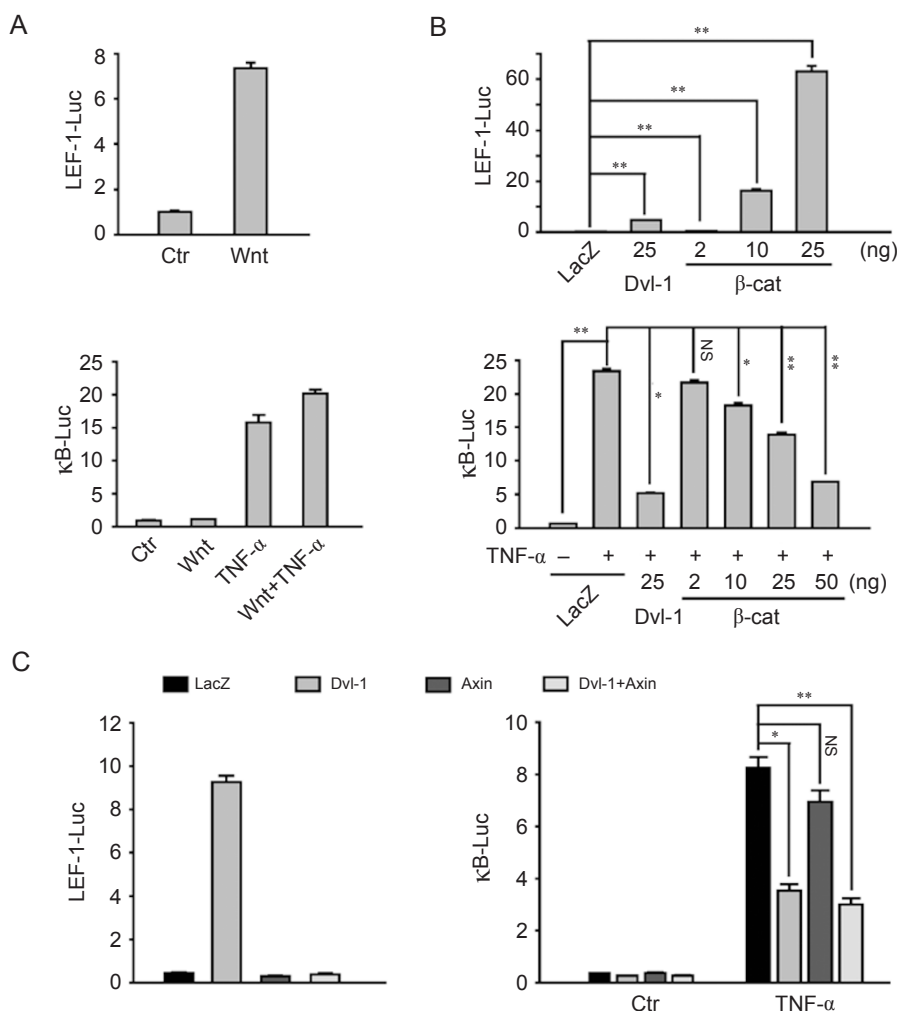 A
8
6
4
2
0
LEF-1-Luc
Ctr
Wnt
25
20
15
10
5
0
κB-Luc
Ctr
Wnt
TNF-α
Wnt+TNF-α
B
60
40
20
0
LEF-1-Luc
**
**
**
**
LacZ
25
2
10
25
(ng)
Dvl-1
β-cat
25
20
15
10
5
0
κB-Luc
**
*
NS
*
**
**
TNF-α – + + + + + +
25
2
10
25
50
(ng)
LacZ
Dvl-1
β-cat
C
LacZ
Dvl-1
Axin
Dvl-1+Axin
12
10
8
6
4
2
0
LEF-1-Luc
10
8
6
4
2
0
κB-Luc
**
*
NS
Ctr
TNF-α